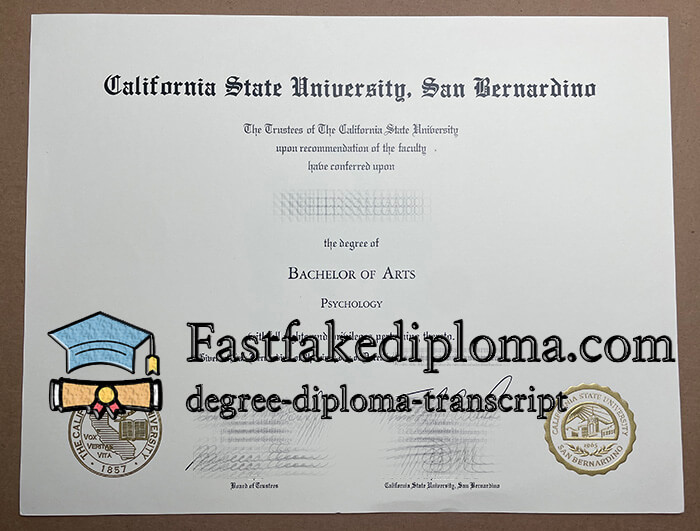 California State University, San Bernardino
The Trustees of The California State University
upon recommendation of the faculty
have conferred upon
the degree of
BACHELOR OF ARTS
PSYCHOLOGY
Fastfakediploma.com
degree-diploma-transcript
VOX
VERITAS
VITA
1857
CALIFORNIA STATE UNIVERSITY
1965
SAN BERNARDINO
Board of Trustees
California State University, San Bernardino